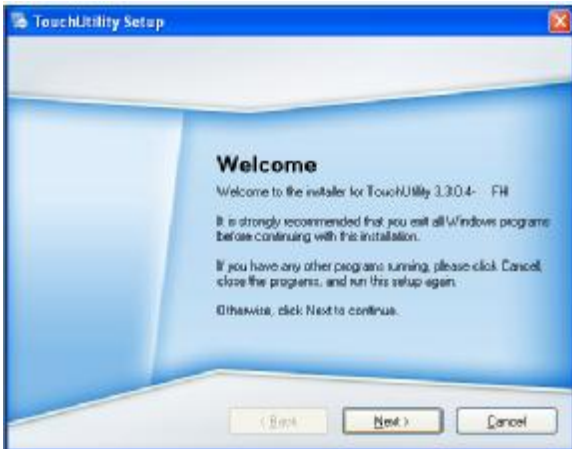 TouchUtility Setup
Welcome
Welcome to the installer for TouchUtility 3.3.0.4- FHI
It is strongly recommended that you exit all Windows programs
before continuing with this installation.
If you have any other programs running, please click Cancel,
close the programs, and run this setup again.
Otherwise, click Next to continue.
< Back
Next >
Cancel